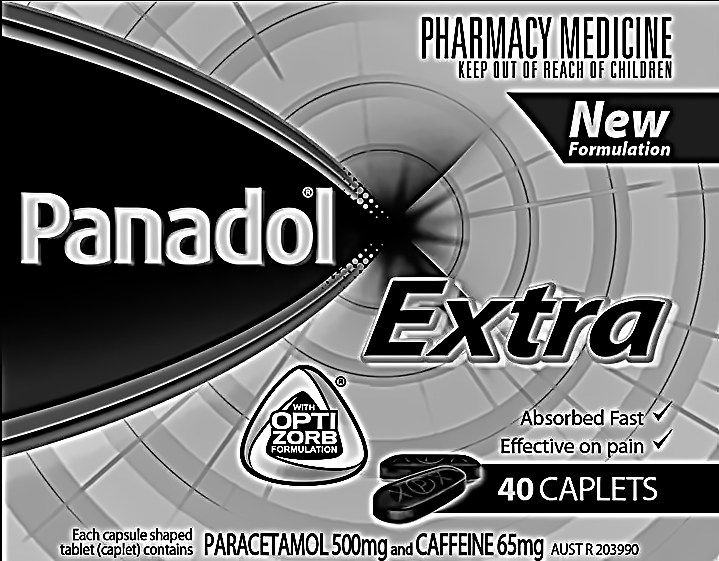 PHARMACY MEDICINE
KEEP OUT OF REACH OF CHILDREN
New
Formulation
Panadol®
Extra
WITH
OPTI
ZORB
FORMULATION
®
Absorbed Fast ✓
Effective on pain ✓
XPX
40 CAPLETS
Each capsule shaped
tablet (caplet) contains
PARACETAMOL 500mg and CAFFEINE 65mg AUST R 203990